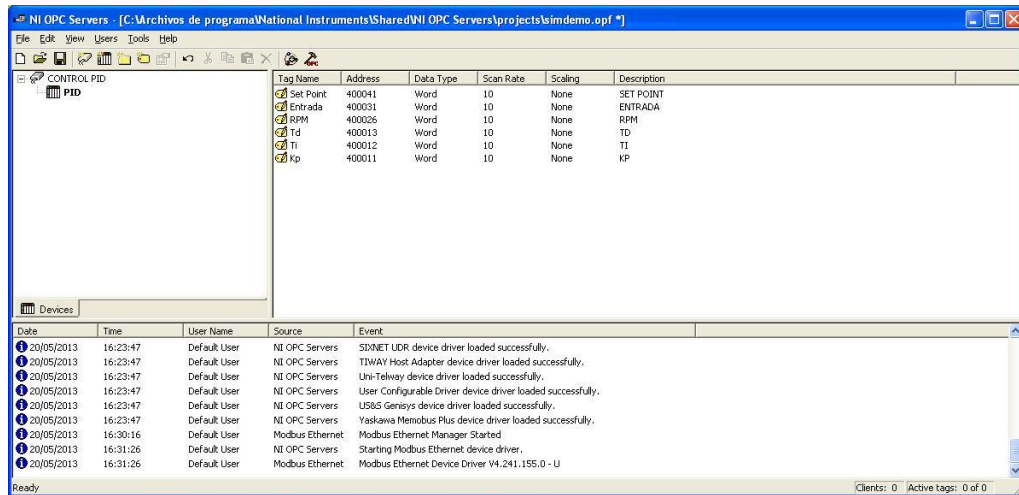 NI OPC Servers - [C:\Archivos de programa\National Instruments\Shared\NI OPC Servers\projects\simdemo.opf *]
File Edit View Users Tools Help
CONTROL PID
PID
Tag Name Address Data Type Scan Rate Scaling Description
Set Point 400041 Word 10 None SET POINT
Entrada 400031 Word 10 None ENTRADA
RPM 400026 Word 10 None RPM
Td 400013 Word 10 None TD
Ti 400012 Word 10 None TI
Kp 400011 Word 10 None KP
Devices
Date Time User Name Source Event
20/05/2013 16:23:47 Default User NI OPC Servers SIXNET UDR device driver loaded successfully.
20/05/2013 16:23:47 Default User NI OPC Servers TIWAY Host Adapter device driver loaded successfully.
20/05/2013 16:23:47 Default User NI OPC Servers Uni-Telway device driver loaded successfully.
20/05/2013 16:23:47 Default User NI OPC Servers User Configurable Driver device driver loaded successfully.
20/05/2013 16:23:47 Default User NI OPC Servers US&S Genisys device driver loaded successfully.
20/05/2013 16:23:47 Default User NI OPC Servers Yaskawa Memobus Plus device driver loaded successfully.
20/05/2013 16:30:16 Default User Modbus Ethernet Modbus Ethernet Manager Started
20/05/2013 16:31:26 Default User NI OPC Servers Starting Modbus Ethernet device driver.
20/05/2013 16:31:26 Default User Modbus Ethernet Modbus Ethernet Device Driver V4.241.155.0 - U
Ready Clients: 0 Active tags: 0 of 0